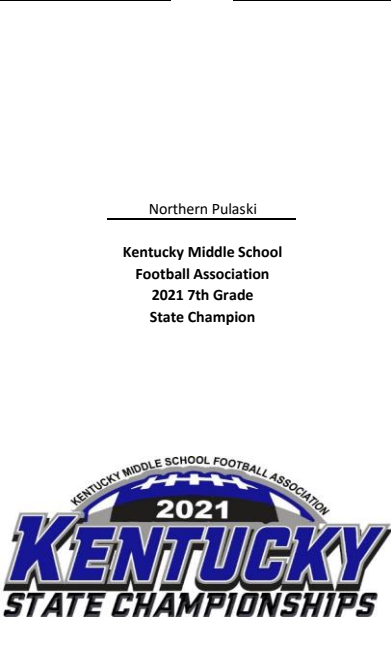 Northern Pulaski
Kentucky Middle School
Football Association
2021 7th Grade
State Champion
KENTUCKY MIDDLE SCHOOL FOOTBALL ASSOCIATION
2021
KENTUCKY
STATE CHAMPIONSHIPS